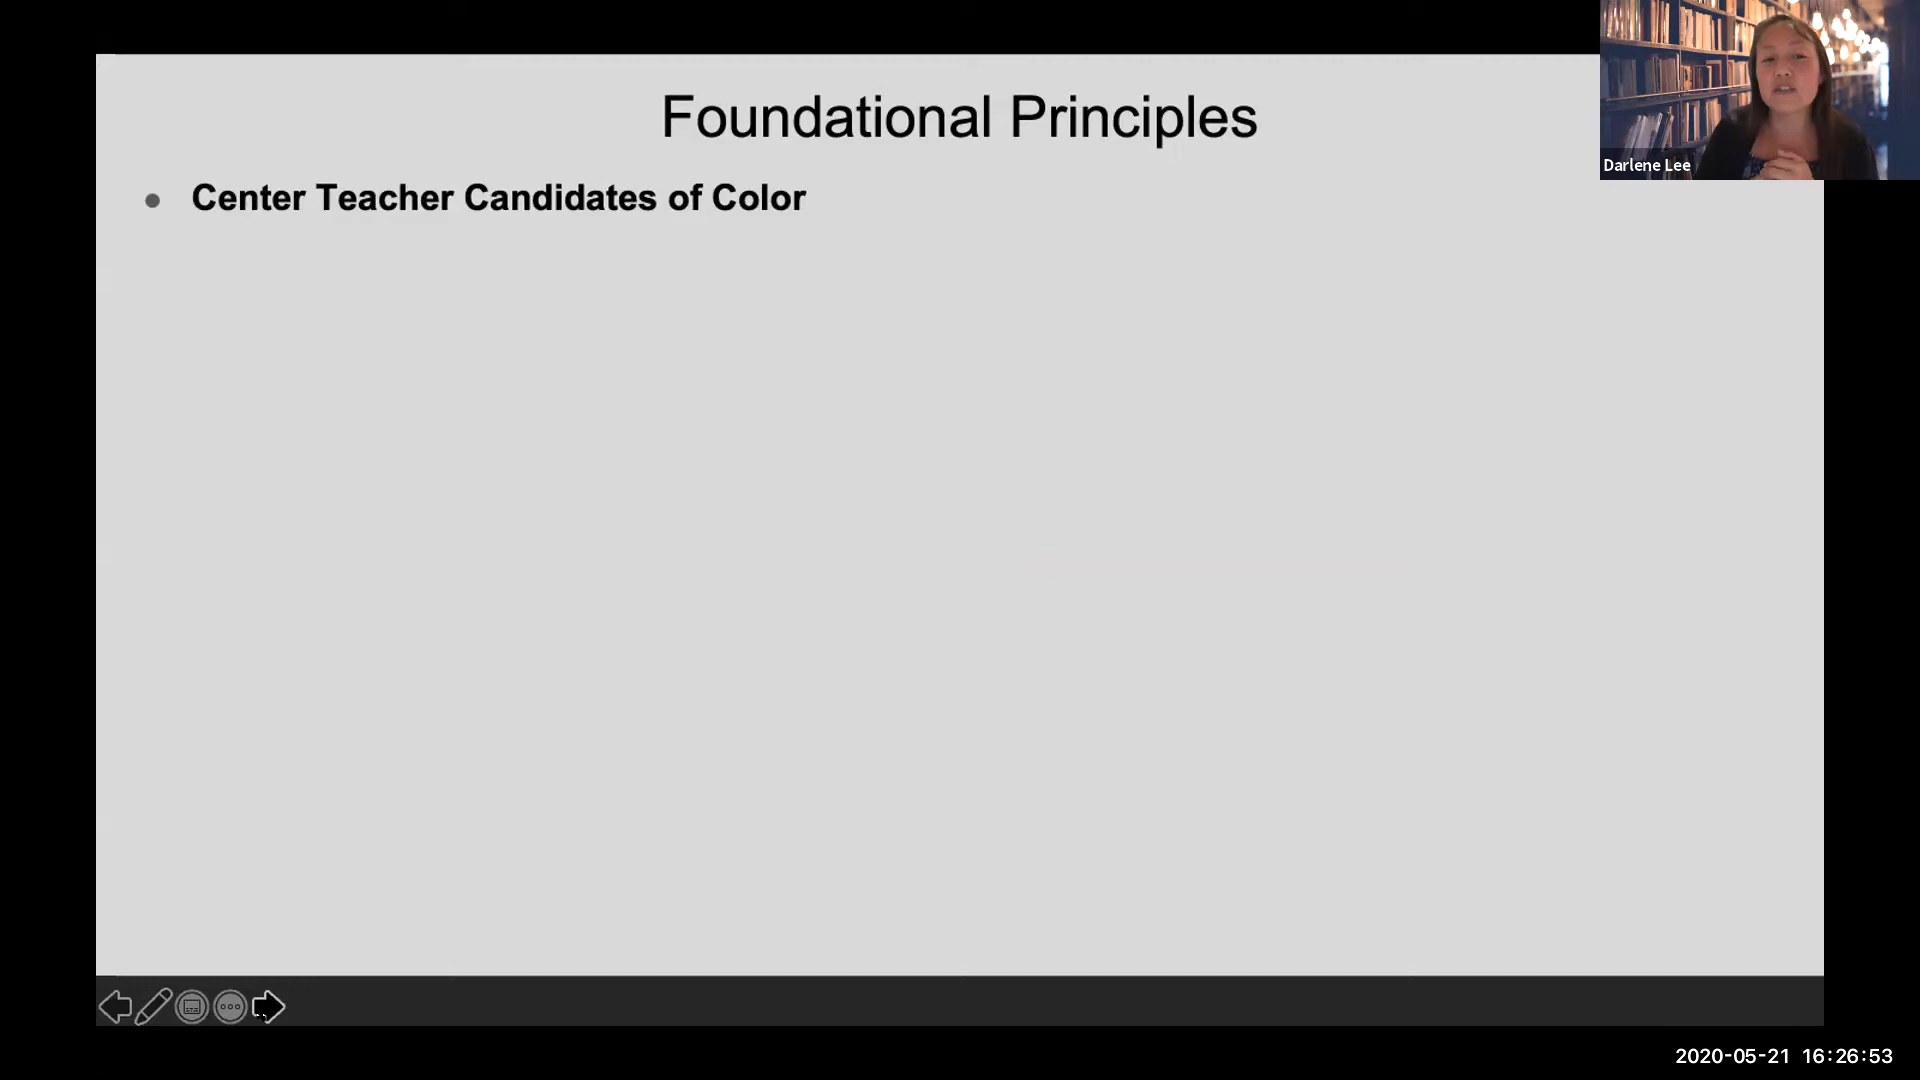 Foundational Principles
• Center Teacher Candidates of Color
Darlene Lee
2020-05-21 16:26:53